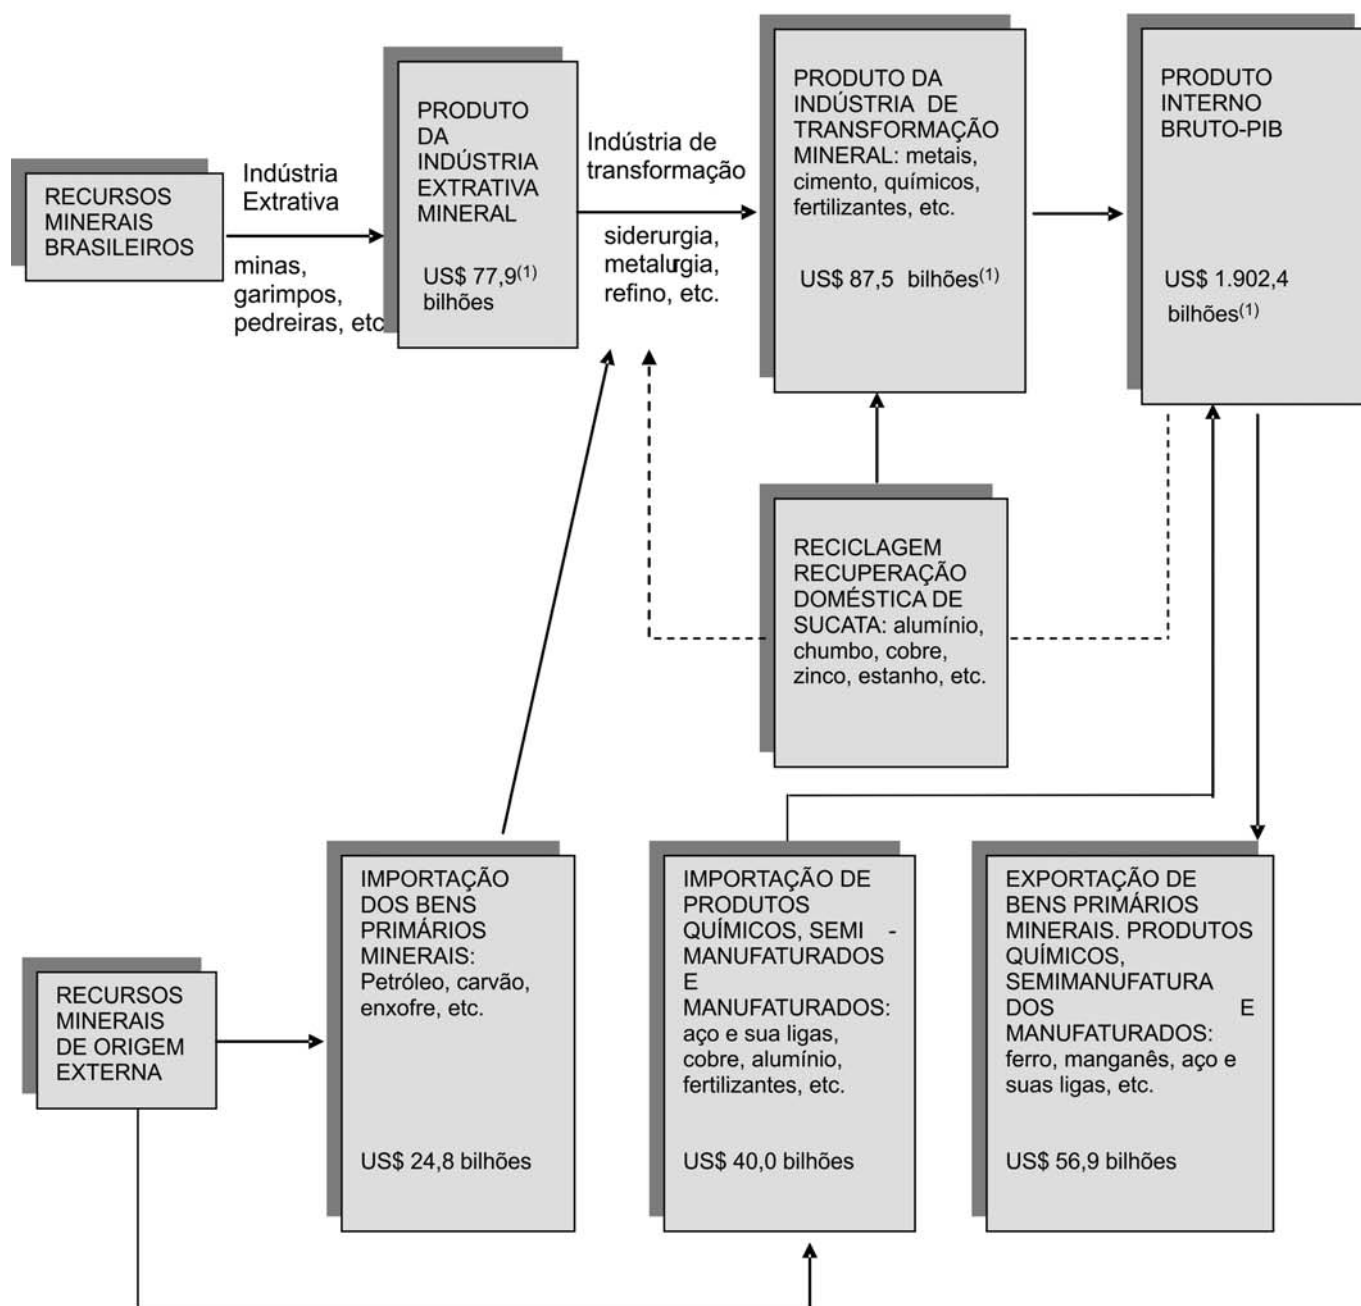 RECURSOS
MINERAIS
BRASILEIROS
Indústria
Extrativa
minas,
garimpos,
pedreiras, etc
PRODUTO
DA
INDÚSTRIA
EXTRATIVA
MINERAL
US$ 77,9(1)
bilhões
Indústria de
transformação
siderurgia,
metalurgia,
refino, etc.
PRODUTO DA
INDÚSTRIA DE
TRANSFORMAÇÃO
MINERAL: metais,
cimento, químicos,
fertilizantes, etc.
US$ 87,5 bilhões(1)
PRODUTO
INTERNO
BRUTO-PIB
US$ 1.902,4
bilhões(1)
RECICLAGEM
RECUPERAÇÃO
DOMÉSTICA DE
SUCATA: alumínio,
chumbo, cobre,
zinco, estanho, etc.
RECURSOS
MINERAIS
DE ORIGEM
EXTERNA
IMPORTAÇÃO
DOS BENS
PRIMÁRIOS
MINERAIS:
Petróleo, carvão,
enxofre, etc.
US$ 24,8 bilhões
IMPORTAÇÃO DE
PRODUTOS
QUÍMICOS, SEMI -
MANUFATURADOS
E
MANUFATURADOS:
aço e sua ligas,
cobre, alumínio,
fertilizantes, etc.
US$ 40,0 bilhões
EXPORTAÇÃO DE
BENS PRIMÁRIOS
MINERAIS. PRODUTOS
QUÍMICOS,
SEMIMANUFATURA
DOS E
MANUFATURADOS:
ferro, manganês, aço e
suas ligas, etc.
US$ 56,9 bilhões